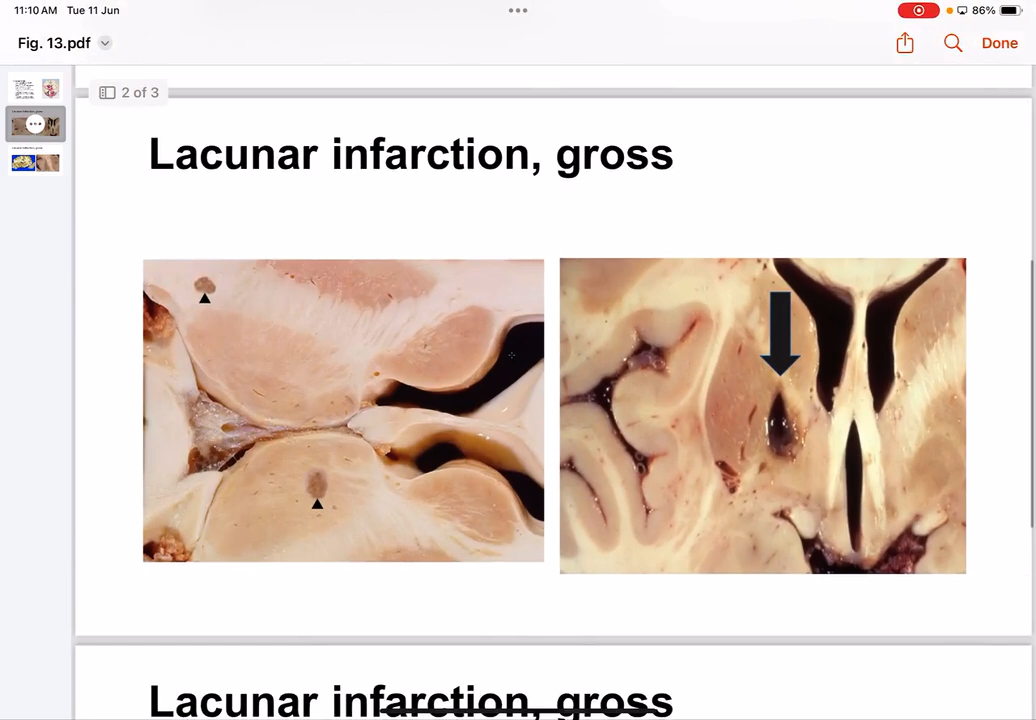 11:10 AM Tue 11 Jun
86%
Fig. 13.pdf
Done
2 of 3
Lacunar infarction, gross
Lacunar infarction, gross